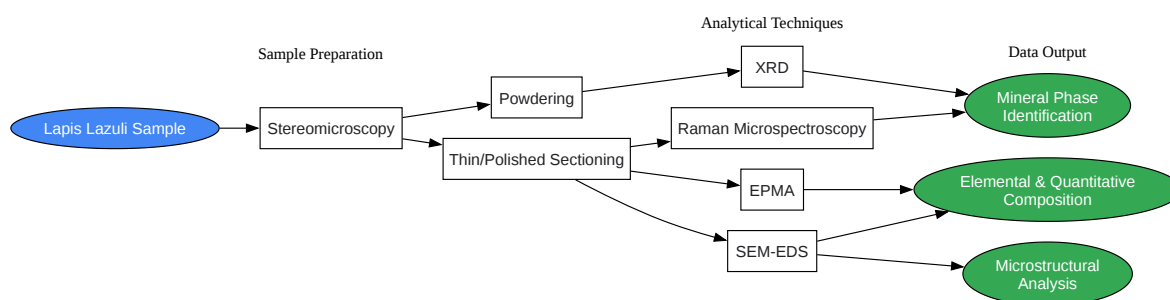 Analytical Techniques
Sample Preparation
Data Output
XRD
Powdering
Mineral Phase
Identification
Lapis Lazuli Sample
Stereomicroscopy
Raman Microspectroscopy
Thin/Polished Sectioning
EPMA
Elemental & Quantitative
Composition
SEM-EDS
Microstructural
Analysis